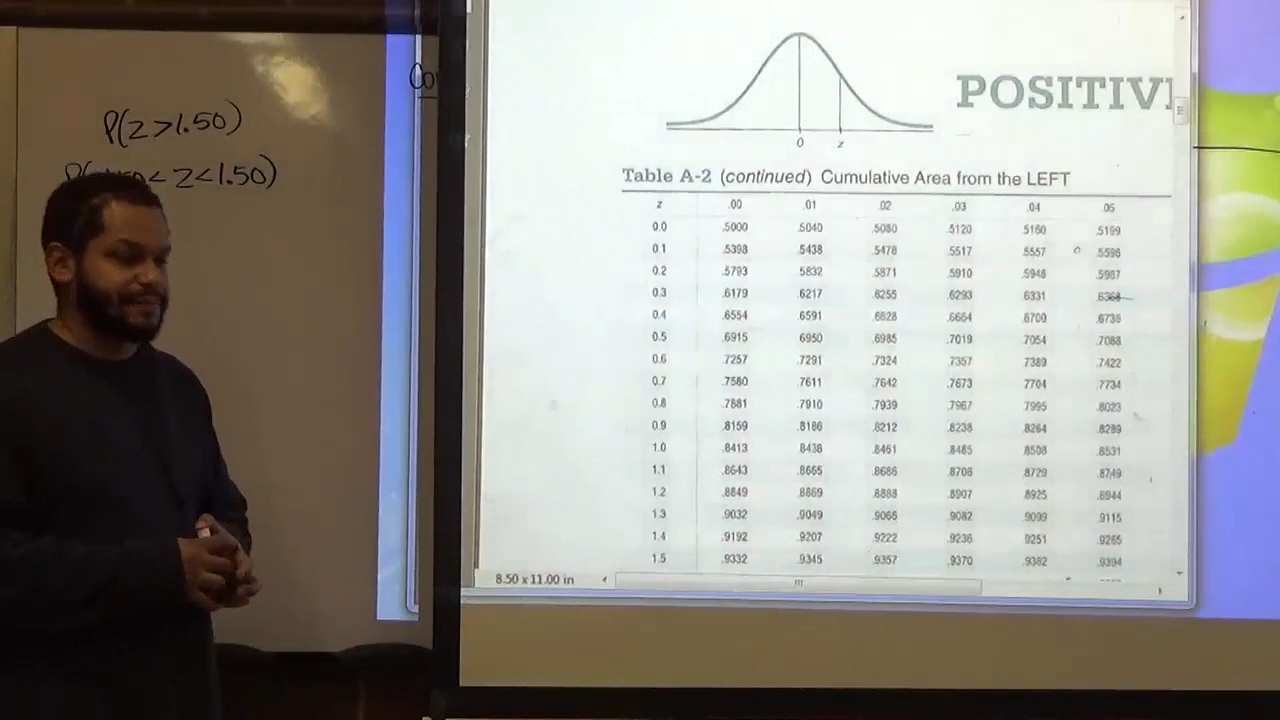 P(z>1.50)
< z<1.50)
Co
POSITIV
0 z
Table A-2 (continued) Cumulative Area from the LEFT
z .00 .01 .02 .03 .04 .05
0.0 .5000 .5040 .5080 .5120 .5160 .5199
0.1 .5398 .5438 .5478 .5517 .5557 .5596
0.2 .5793 .5832 .5871 .5910 .5948 .5987
0.3 .6179 .6217 .6255 .6293 .6331 .6368
0.4 .6554 .6591 .6628 .6664 .6700 .6736
0.5 .6915 .6950 .6985 .7019 .7054 .7088
0.6 .7257 .7291 .7324 .7357 .7389 .7422
0.7 .7580 .7611 .7642 .7673 .7704 .7734
0.8 .7881 .7910 .7939 .7967 .7995 .8023
0.9 .8159 .8186 .8212 .8238 .8264 .8289
1.0 .8413 .8438 .8461 .8485 .8508 .8531
1.1 .8643 .8665 .8686 .8708 .8729 .8749
1.2 .8849 .8869 .8888 .8907 .8925 .8944
1.3 .9032 .9049 .9066 .9082 .9099 .9115
1.4 .9192 .9207 .9222 .9236 .9251 .9265
1.5 .9332 .9345 .9357 .9370 .9382 .9394
8.50 x 11.00 in